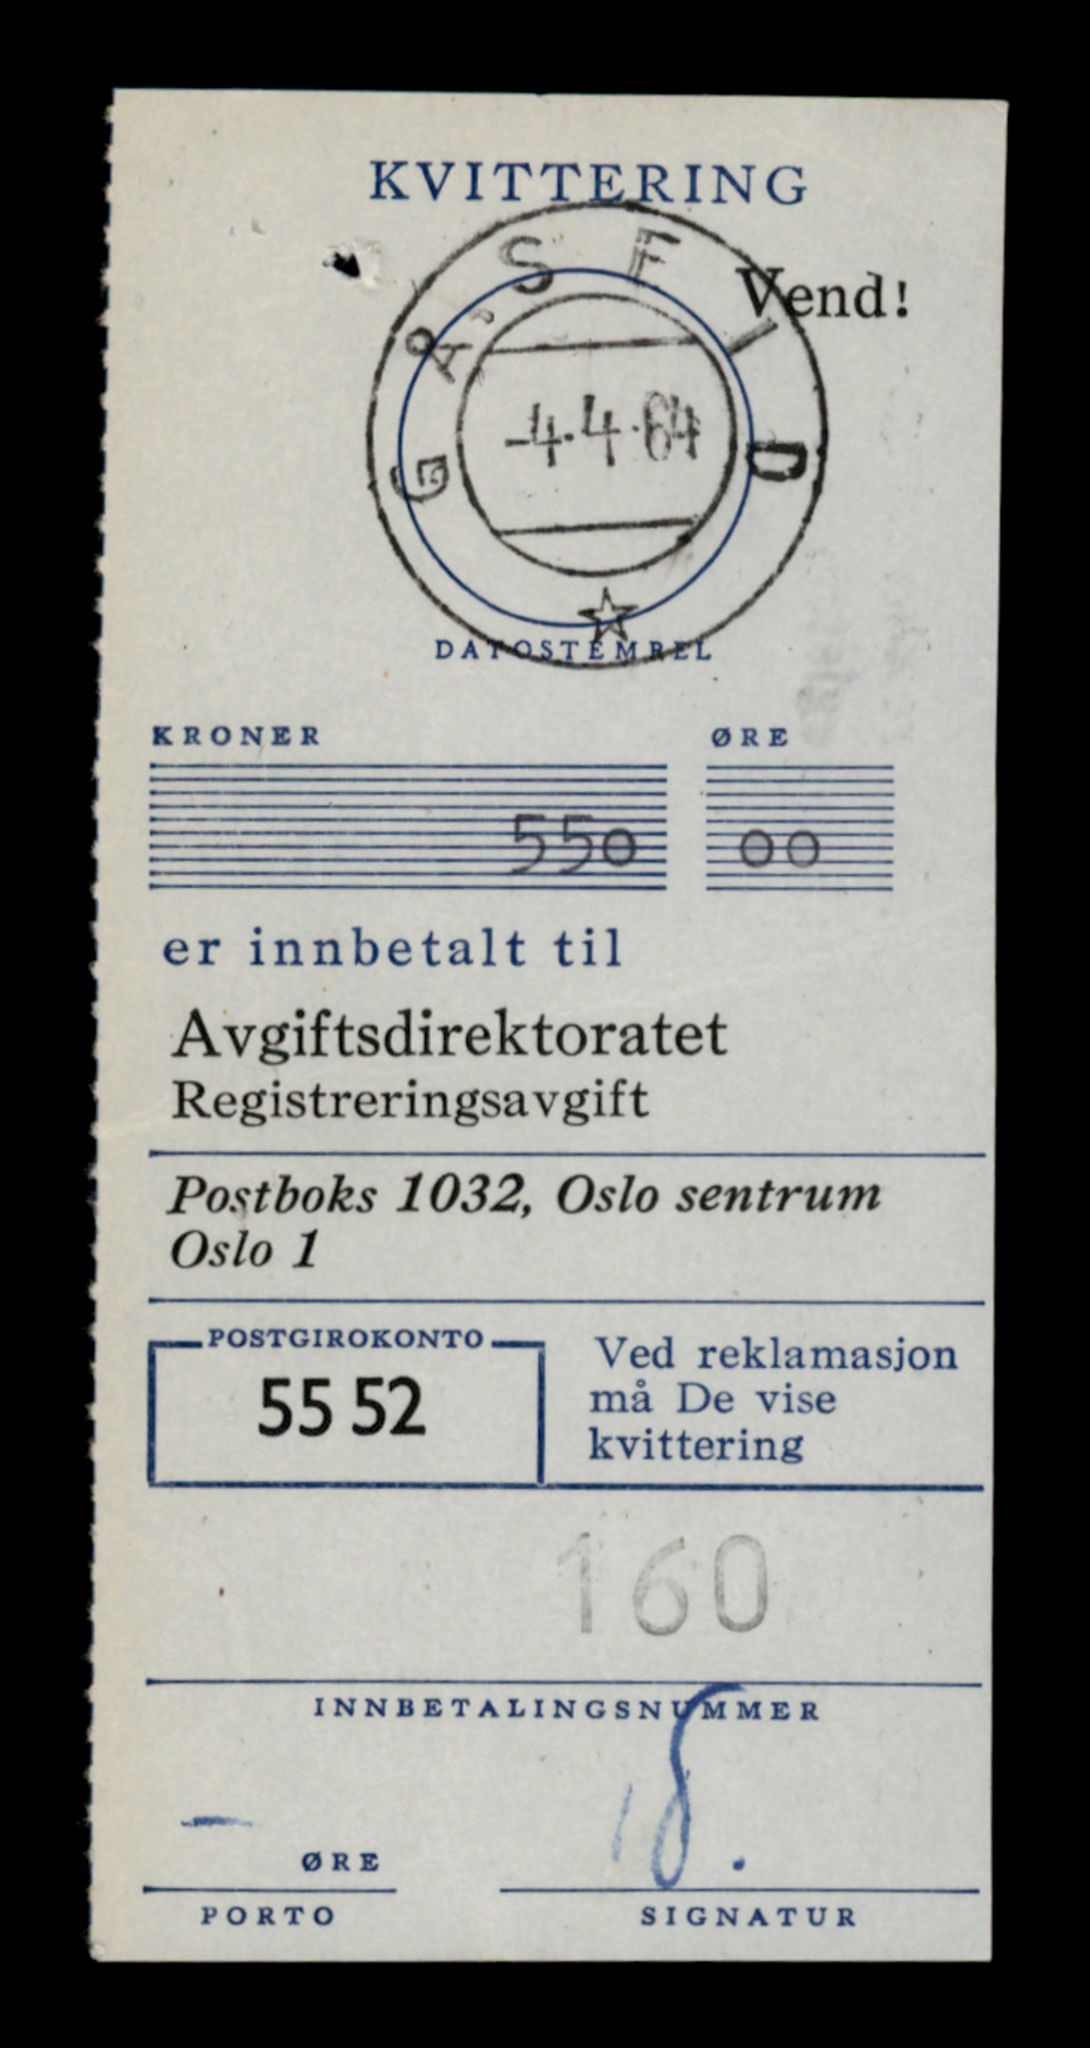 KVITTERING
Vend!
GRÅSEID
-4.4.64
DATOSTEMPEL
KRONER ØRE
550 00
er innbetalt til
Avgiftsdirektoratet
Registreringsavgift
Postboks 1032, Oslo sentrum
Oslo 1
POSTGIROKONTO
55 52
Ved reklamasjon
må De vise
kvittering
160
INNBETALINGSNUMMER
ØRE
PORTO
SIGNATUR